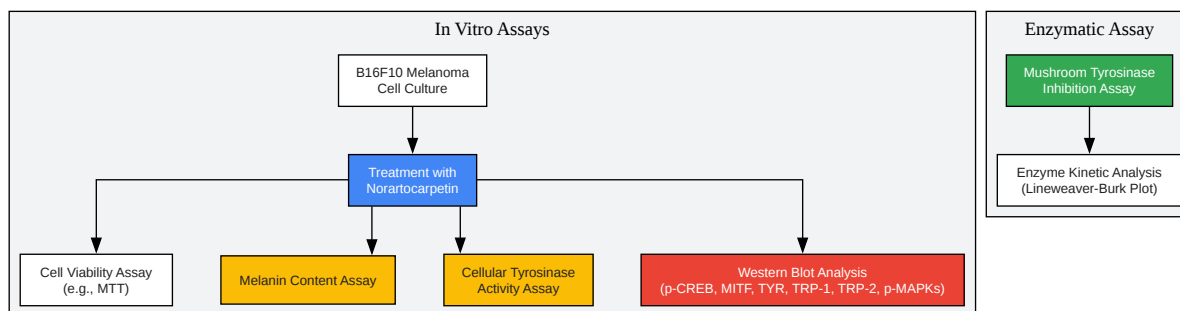 In Vitro Assays
B16F10 Melanoma
Cell Culture
Treatment with
Norartocarpetin
Cell Viability Assay
(e.g., MTT)
Melanin Content Assay
Cellular Tyrosinase
Activity Assay
Western Blot Analysis
(p-CREB, MITF, TYR, TRP-1, TRP-2, p-MAPKs)
Enzymatic Assay
Mushroom Tyrosinase
Inhibition Assay
Enzyme Kinetic Analysis
(Lineweaver-Burk Plot)